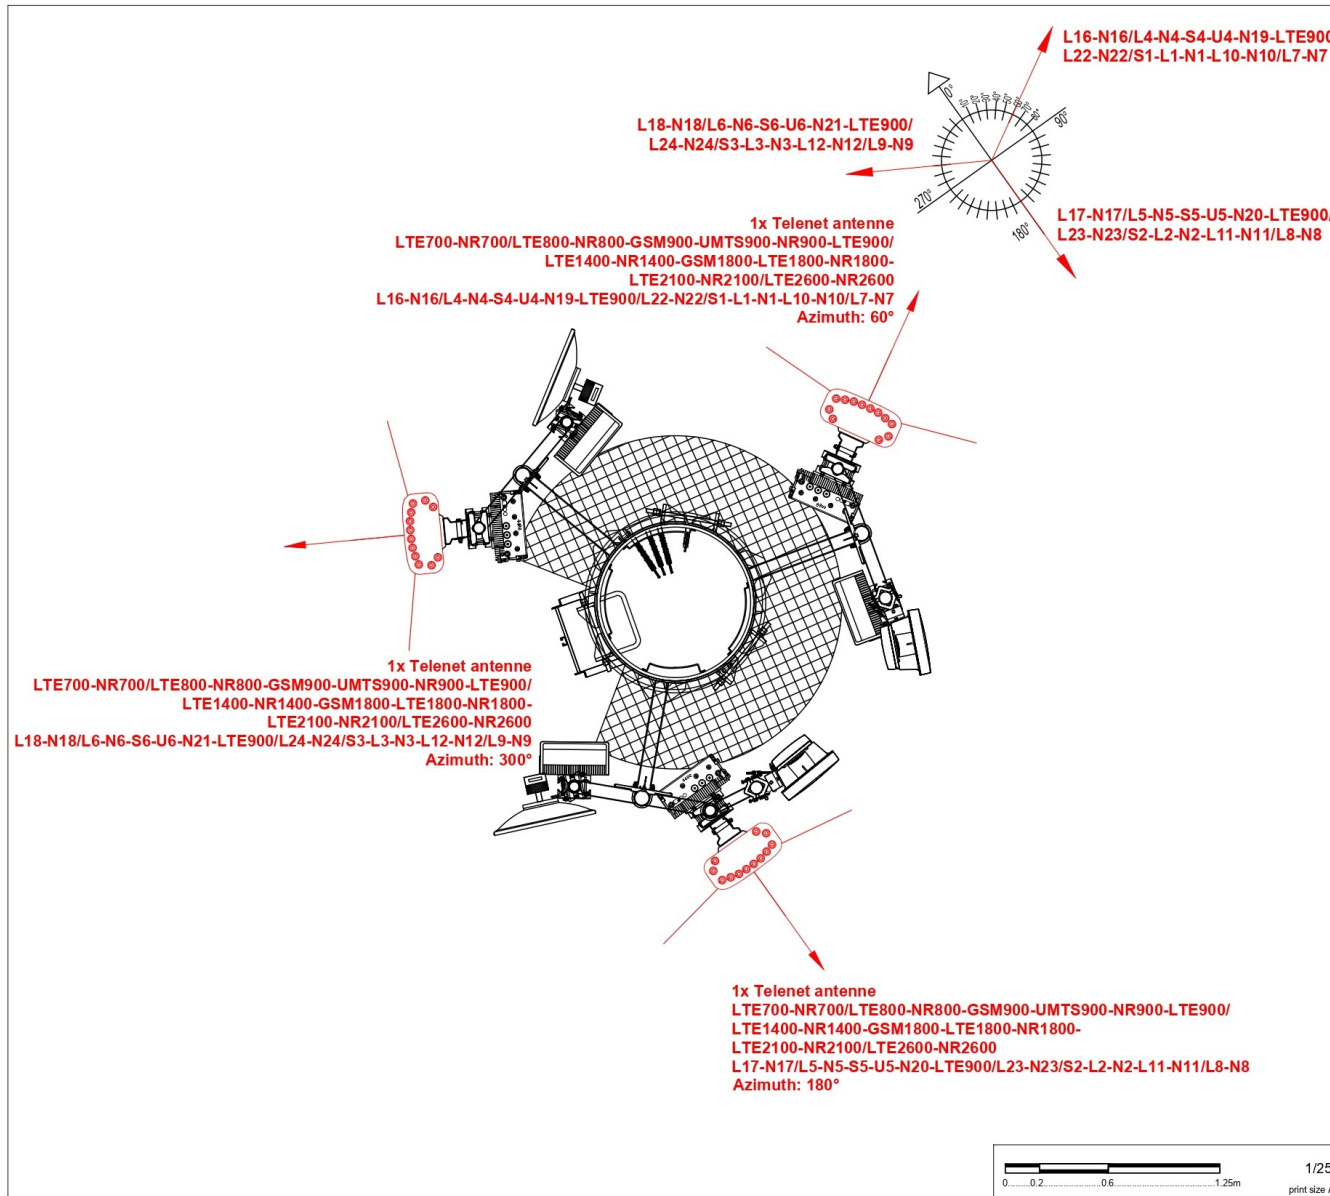 L16-N16/L4-N4-S4-U4-N19-LTE900
L22-N22/S1-L1-N1-L10-N10/L7-N7
0°
90°
180°
270°
L18-N18/L6-N6-S6-U6-N21-LTE900/
L24-N24/S3-L3-N3-L12-N12/L9-N9
L17-N17/L5-N5-S5-U5-N20-LTE900/
L23-N23/S2-L2-N2-L11-N11/L8-N8
1x Telenet antenne
LTE700-NR700/LTE800-NR800-GSM900-UMTS900-NR900-LTE900/
LTE1400-NR1400-GSM1800-LTE1800-NR1800-
LTE2100-NR2100/LTE2600-NR2600
L16-N16/L4-N4-S4-U4-N19-LTE900/L22-N22/S1-L1-N1-L10-N10/L7-N7
Azimuth: 60°
1x Telenet antenne
LTE700-NR700/LTE800-NR800-GSM900-UMTS900-NR900-LTE900/
LTE1400-NR1400-GSM1800-LTE1800-NR1800-
LTE2100-NR2100/LTE2600-NR2600
L18-N18/L6-N6-S6-U6-N21-LTE900/L24-N24/S3-L3-N3-L12-N12/L9-N9
Azimuth: 300°
1x Telenet antenne
LTE700-NR700/LTE800-NR800-GSM900-UMTS900-NR900-LTE900/
LTE1400-NR1400-GSM1800-LTE1800-NR1800-
LTE2100-NR2100/LTE2600-NR2600
L17-N17/L5-N5-S5-U5-N20-LTE900/L23-N23/S2-L2-N2-L11-N11/L8-N8
Azimuth: 180°
0 0.2 0.6 1.25m
1/25
print size /